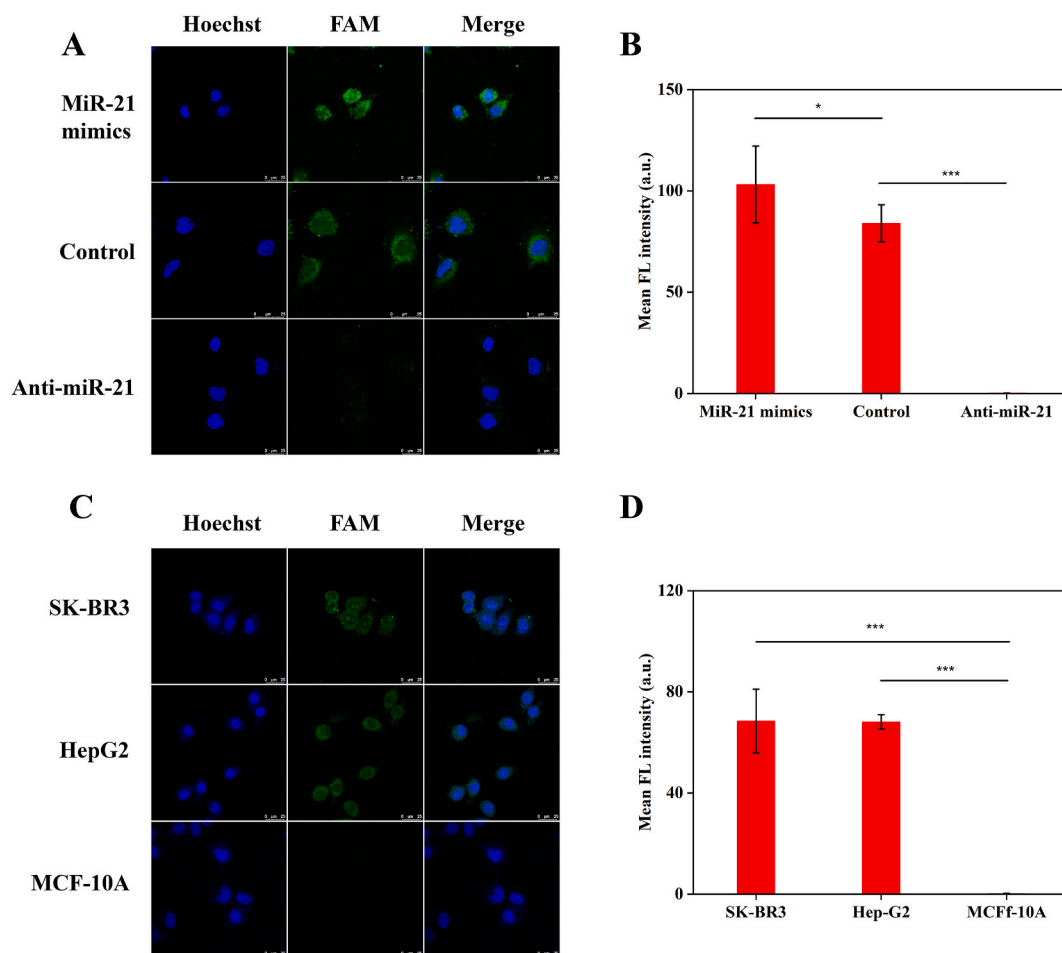 A
Hoechst FAM Merge
MiR-21
mimics
Control
Anti-miR-21
B
150
100
50
0
Mean FL intensity (a.u.)
*
***
MiR-21 mimics Control Anti-miR-21
C
Hoechst FAM Merge
SK-BR3
HepG2
MCF-10A
D
120
80
40
0
Mean FL intensity (a.u.)
***
***
SK-BR3 Hep-G2 MCFf-10A